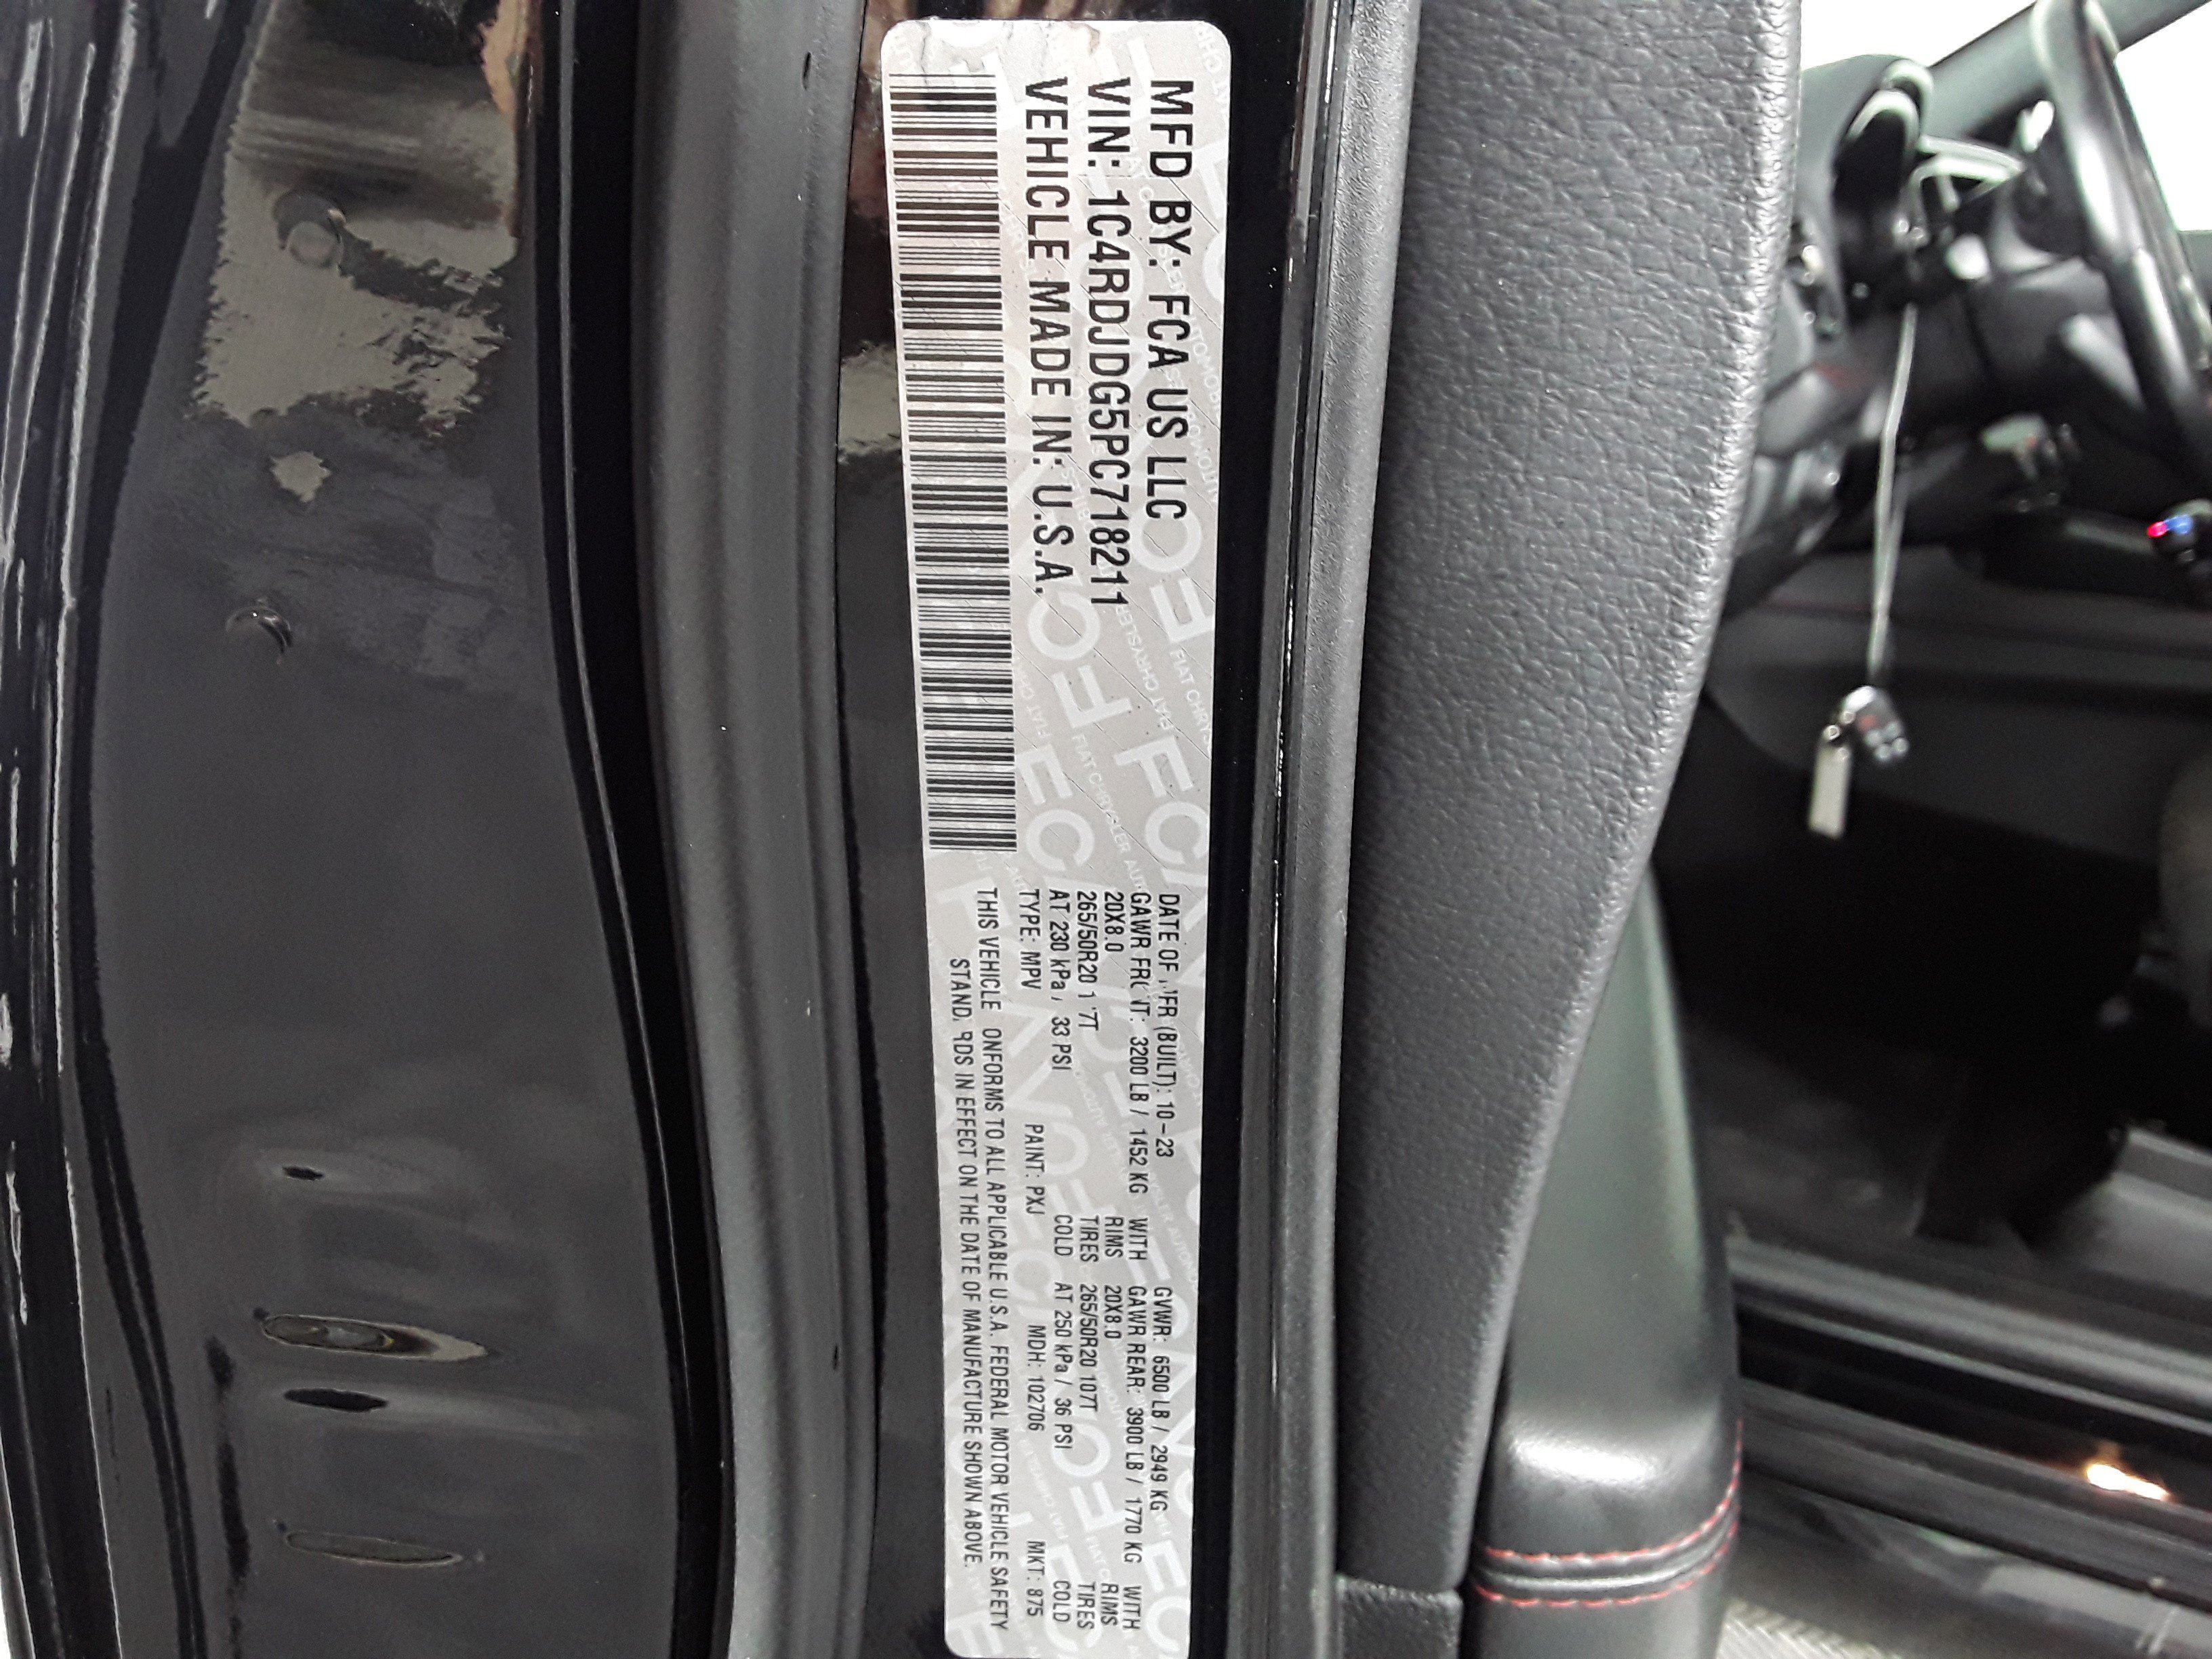 MFD BY: FCA US LLC
VIN: 1C4RDJDG5PC718211
VEHICLE MADE IN: U.S.A.
DATE OF MFR (BUILT): 10-23 GVWR: 6500 LB / 2949 KG
GAWR FRONT: 3200 LB / 1452 KG WITH GAWR REAR: 3900 LB / 1770 KG WITH
20X8.0 RIMS 20X8.0 RIMS
265/50R20 107T TIRES 265/50R20 107T TIRES
AT 230 kPa / 33 PSI COLD AT 250 kPa / 36 PSI COLD
TYPE: MPV PAINT: PXJ MDH: 102706 MKT: 875
THIS VEHICLE CONFORMS TO ALL APPLICABLE U.S.A. FEDERAL MOTOR VEHICLE SAFETY
STANDARDS IN EFFECT ON THE DATE OF MANUFACTURE SHOWN ABOVE.